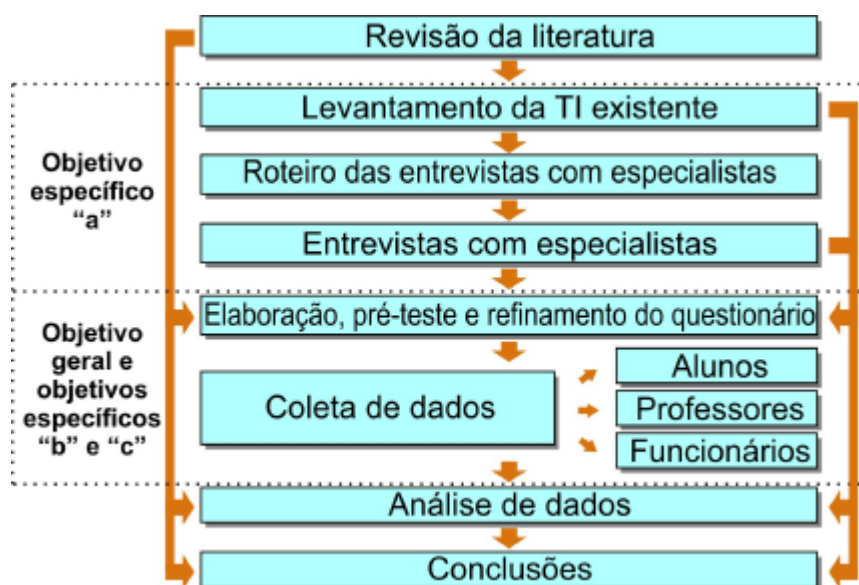 Revisão da literatura
Levantamento da TI existente
Objetivo
específico
“a”
Roteiro das entrevistas com especialistas
Entrevistas com especialistas
Elaboração, pré-teste e refinamento do questionário
Objetivo
geral e
objetivos
específicos
“b” e “c”
Coleta de dados
Alunos
Professores
Funcionários
Análise de dados
Conclusões